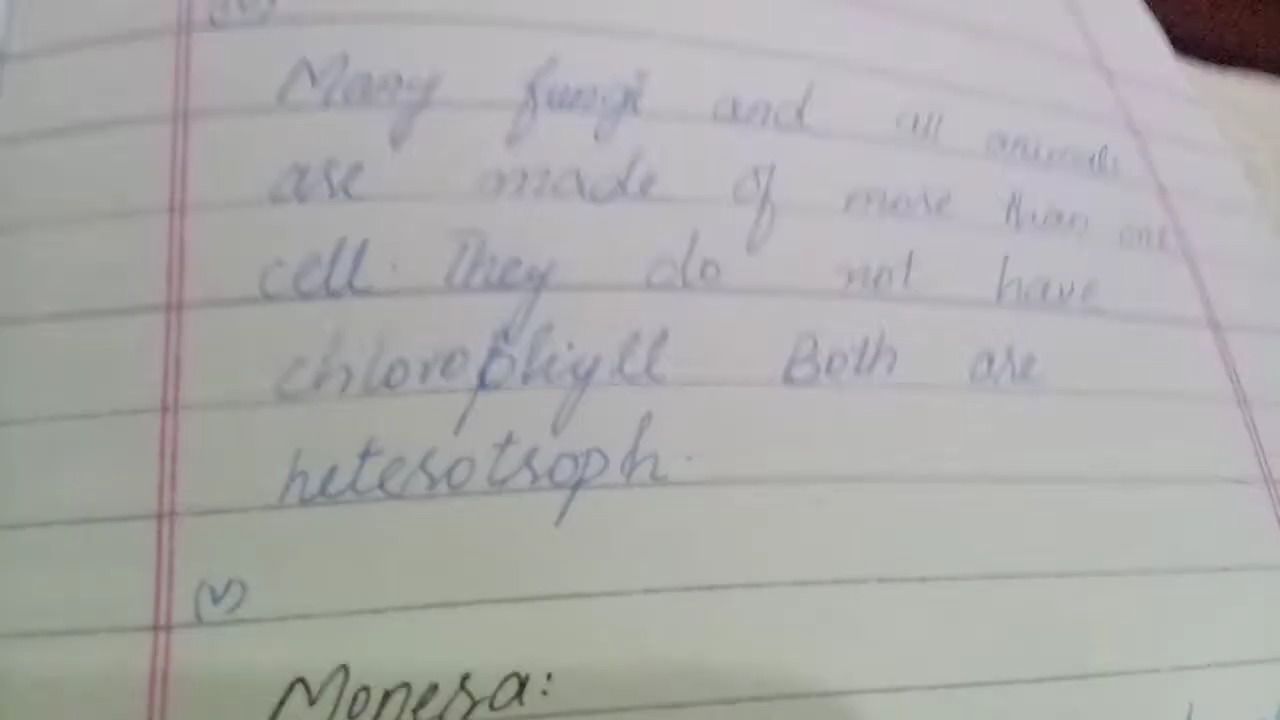 Many fungi and all animals
are made of more than one
cell. They do not have
chlorophyll Both are
heterotroph.
(v)
Monera: